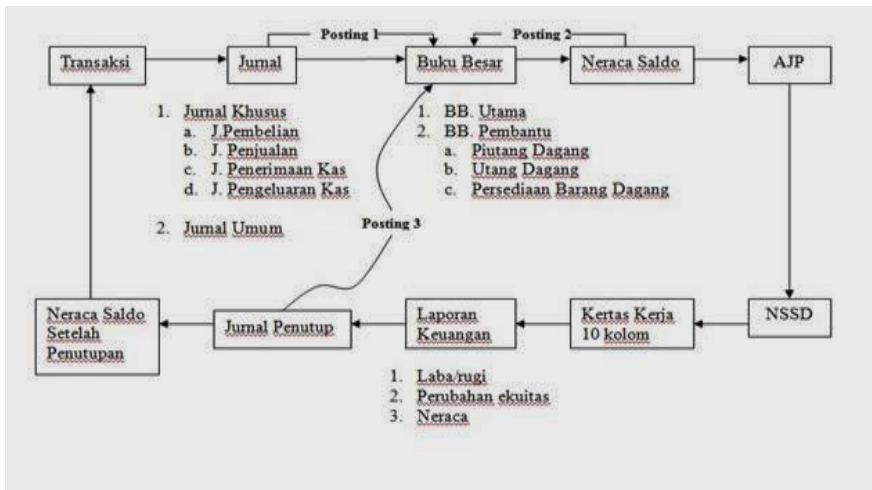 Posting 1
Posting 2
Transaksi
Jurnal
Buku Besar
Neraca Saldo
AJP
1. Jurnal Khusus
a. J.Pembelian
b. J. Penjualan
c. J. Penerimaan Kas
d. J. Pengeluaran Kas
2. Jurnal Umum
1. BB. Utama
2. BB. Pembantu
a. Piutang Dagang
b. Utang Dagang
c. Persediaan Barang Dagang
Posting 3
Neraca Saldo
Setelah
Penutupan
Jurnal Penutup
Laporan
Keuangan
Kertas Kerja
10 kolom
NSSD
1. Laba/rugi
2. Perubahan ekuitas
3. Neraca